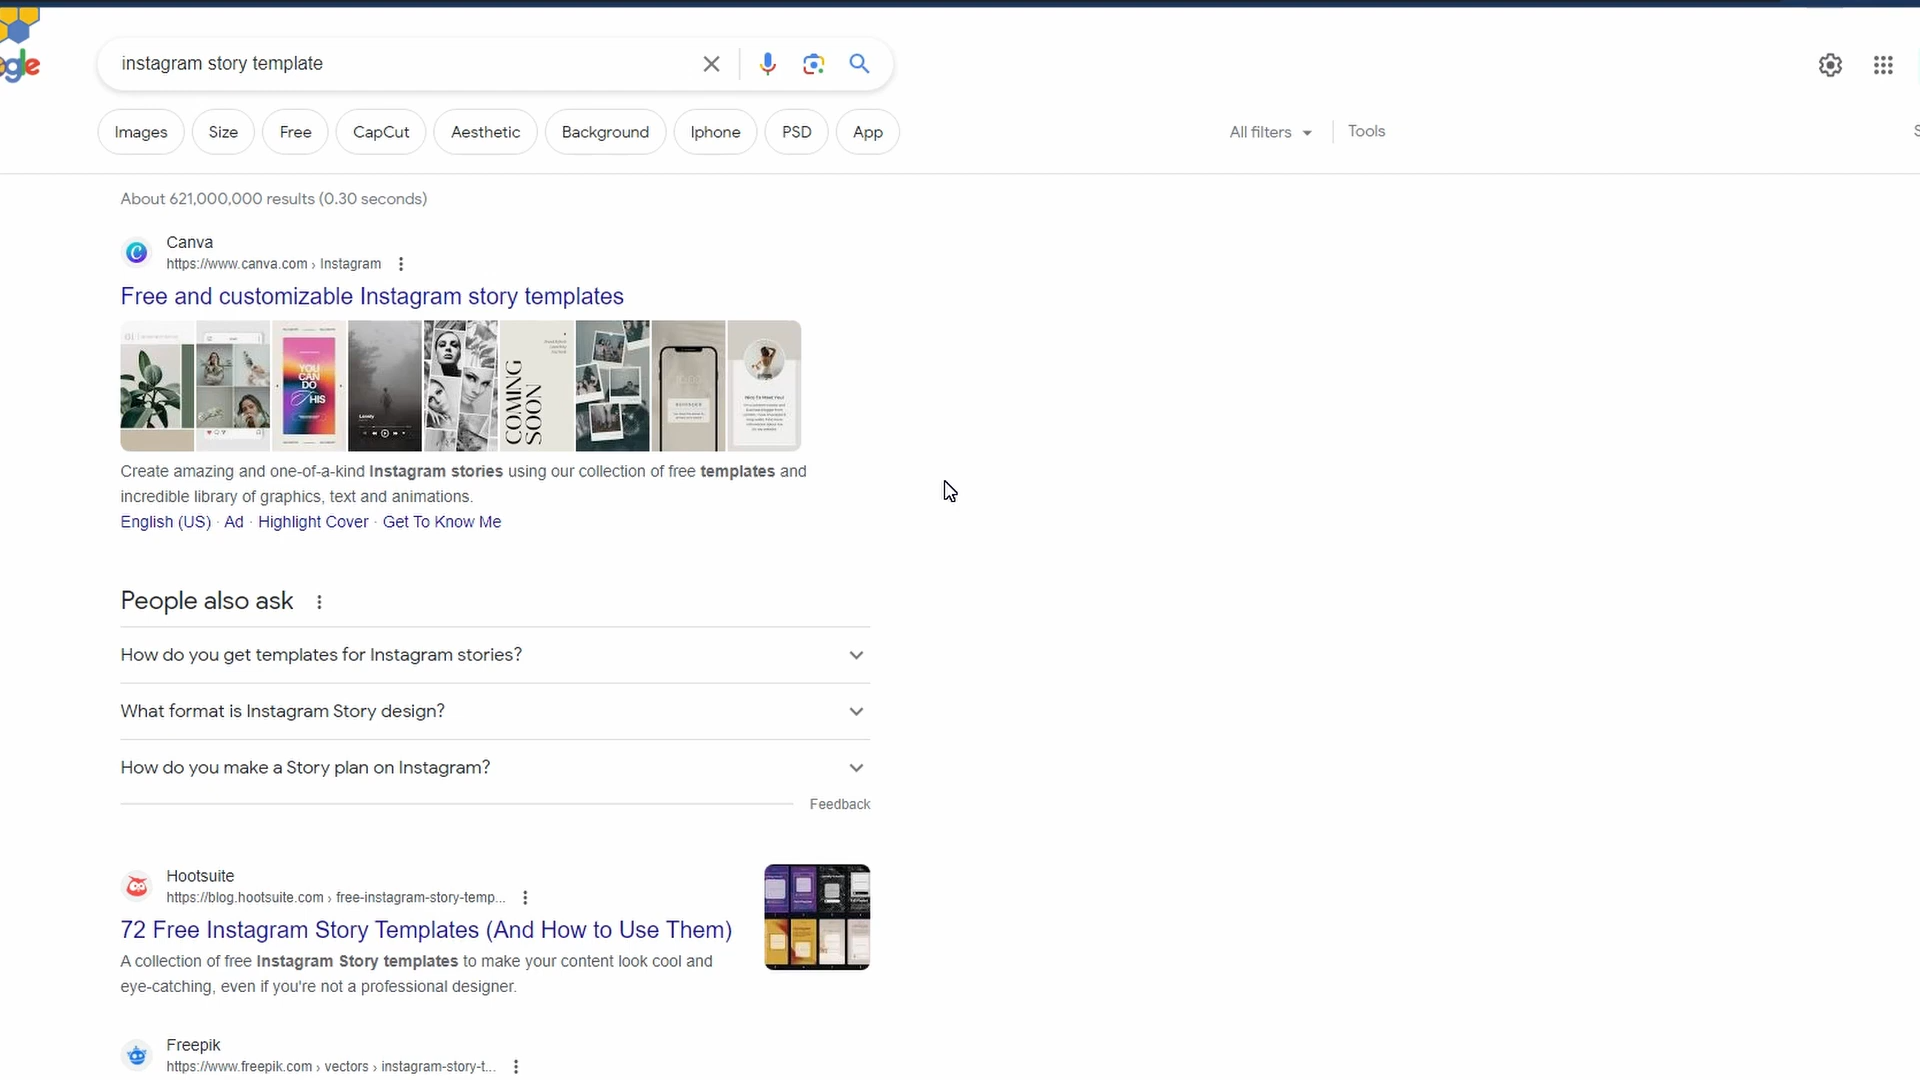 gle
instagram story template
Images Size Free CapCut Aesthetic Background Iphone PSD App All filters Tools
About 621,000,000 results (0.30 seconds)
Canva
https://www.canva.com › Instagram
Free and customizable Instagram story templates
YOU CAN DO THIS
Lonely
COMING SOON
Nice To Meet You!
Create amazing and one-of-a-kind Instagram stories using our collection of free templates and
incredible library of graphics, text and animations.
English (US) · Ad · Highlight Cover · Get To Know Me
People also ask
How do you get templates for Instagram stories?
What format is Instagram Story design?
How do you make a Story plan on Instagram?
Feedback
Hootsuite
https://blog.hootsuite.com › free-instagram-story-temp...
72 Free Instagram Story Templates (And How to Use Them)
A collection of free Instagram Story templates to make your content look cool and
eye-catching, even if you're not a professional designer.
Freepik
https://www.freepik.com › vectors › instagram-story-t...